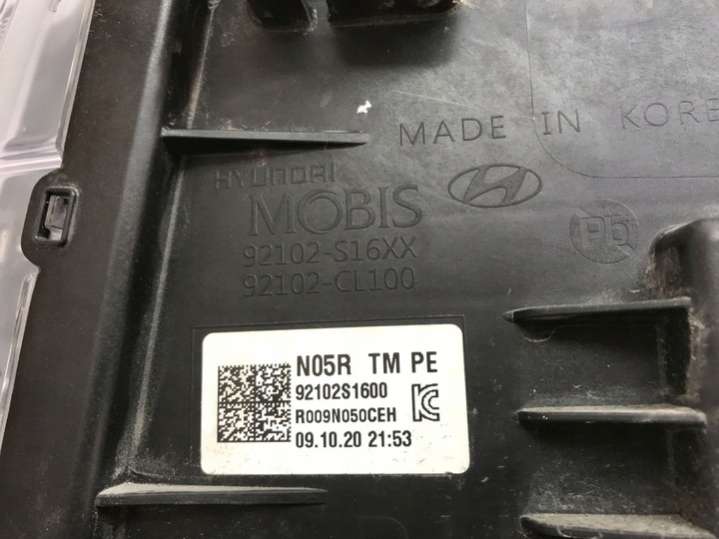 MADE IN KORE
HYUNDAI
MOBIS
92102-S16XX
92102-CL100
Pb
N05R TM PE
92102S1600
R009N050CEH
09.10.20 21:53